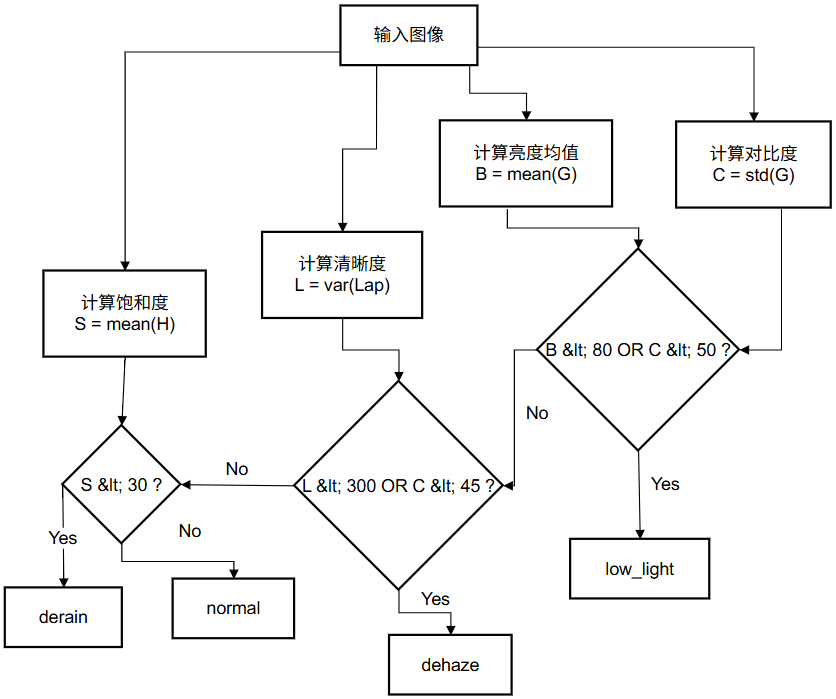 输入图像
计算亮度均值
B = mean(G)
计算对比度
C = std(G)
计算清晰度
L = var(Lap)
计算饱和度
S = mean(H)
B &lt; 80 OR C &lt; 50 ?
No
Yes
L &lt; 300 OR C &lt; 45 ?
No
S &lt; 30 ?
Yes
No
low_light
Yes
derain
normal
dehaze